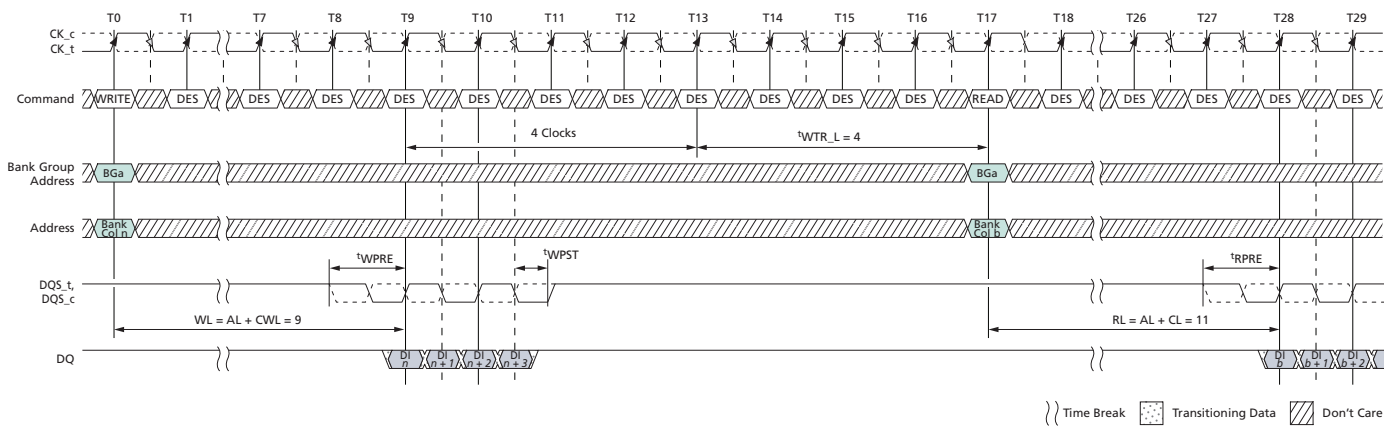 T0 T1 T7 T8 T9 T10 T11 T12 T13 T14 T15 T16 T17 T18 T26 T27 T28 T29
CK_c
CK_t
Command WRITE DES DES DES DES DES DES DES DES DES DES DES READ DES DES DES DES DES
4 Clocks tWTR_L = 4
Bank Group
Address BGa BGa
Address Bank Col n Bank Col b
tWPRE tWPST tRPRE
DQS_t,
DQS_c
WL = AL + CWL = 9 RL = AL + CL = 11
DQ DI n DI n + 1 DI n + 2 DI n + 3 DI b DI b + 1 DI b + 2
Time Break Transitioning Data Don't Care